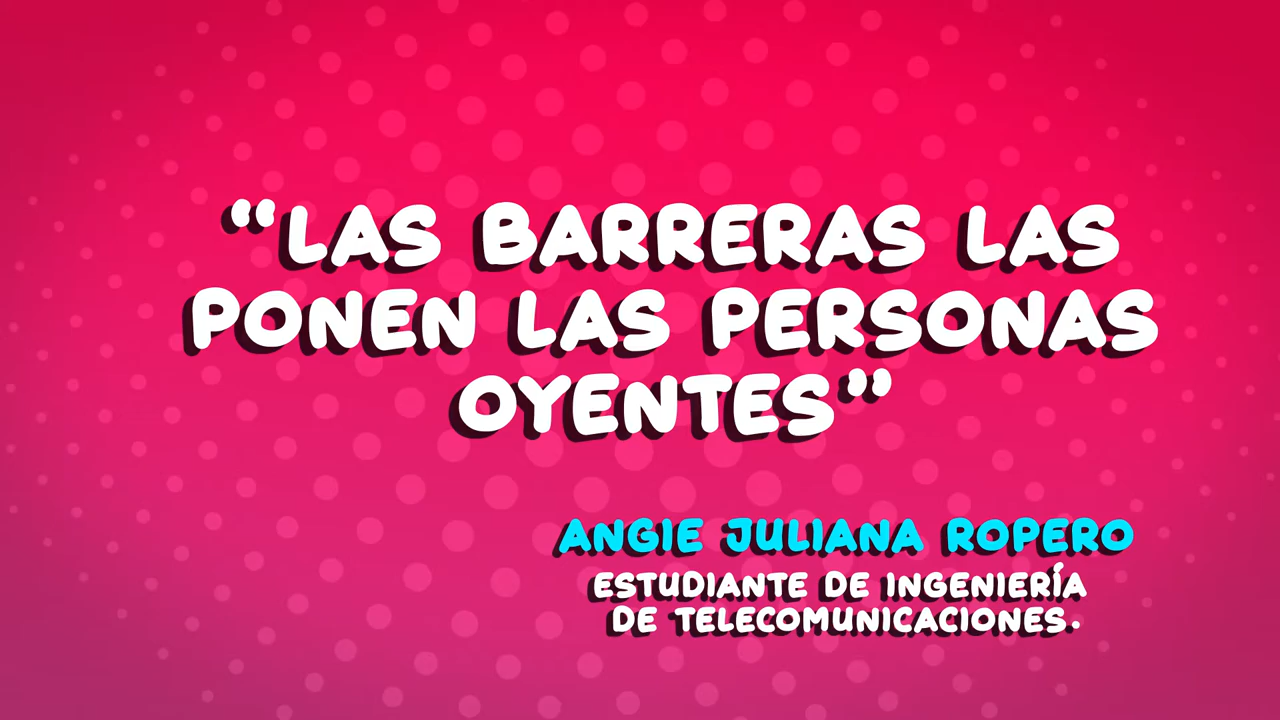 “LAS BARRERAS LAS
PONEN LAS PERSONAS
OYENTES”
ANGIE JULIANA ROPERO
ESTUDIANTE DE INGENIERÍA
DE TELECOMUNICACIONES.